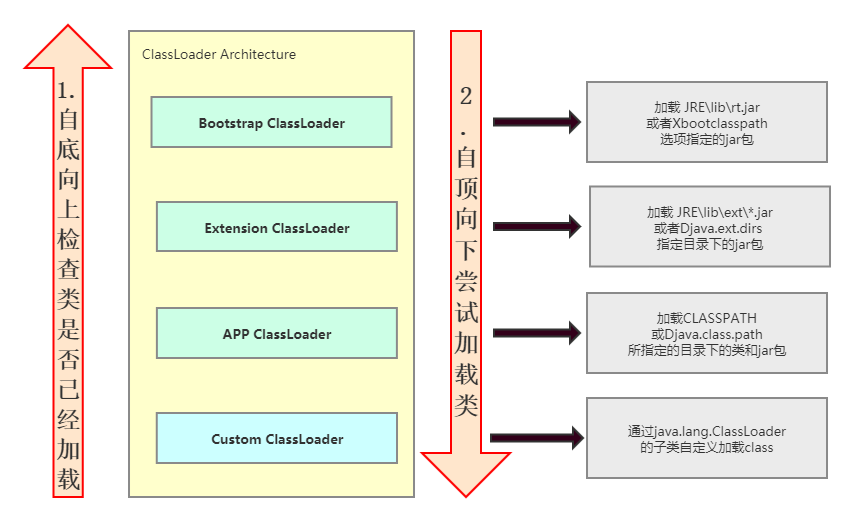 1.自底向上检查类是否已经加载
ClassLoader Architecture
Bootstrap ClassLoader
Extension ClassLoader
APP ClassLoader
Custom ClassLoader
2.自顶向下尝试加载类
加载 JRE\lib\rt.jar
或者Xbootclasspath
选项指定的jar包
加载 JRE\lib\ext\*.jar
或者Djava.ext.dirs
指定目录下的jar包
加载CLASSPATH
或Djava.class.path
所指定的目录下的类和jar包
通过java.lang.ClassLoader
的子类自定义加载class